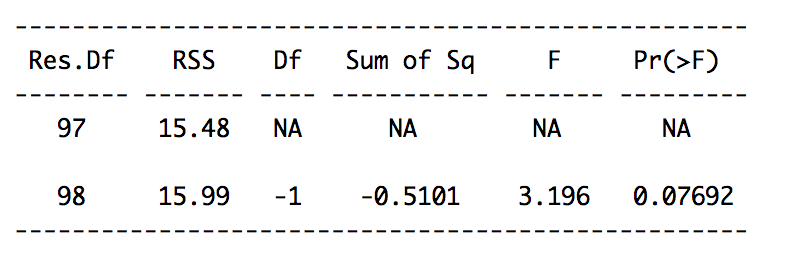 Res.Df RSS Df Sum of Sq F Pr(>F)
97 15.48 NA NA NA NA
98 15.99 -1 -0.5101 3.196 0.07692